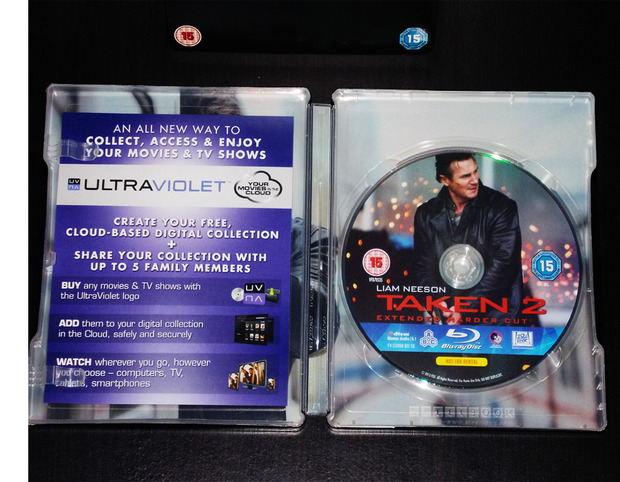 15
15
AN ALL NEW WAY TO
COLLECT, ACCESS & ENJOY
YOUR MOVIES & TV SHOWS
UV
ULTRAVIOLET
YOUR
MOVIES IN THE
CLOUD
CREATE YOUR FREE,
CLOUD-BASED DIGITAL COLLECTION
+
SHARE YOUR COLLECTION WITH
UP TO 5 FAMILY MEMBERS
BUY any movies & TV shows with
the UltraViolet logo
UV
ADD them to your digital collection
in the Cloud, safely and securely
WATCH wherever you go, however
you choose – computers, TV,
tablets, smartphones
15
15
LIAM NEESON
TAKEN 2
EXTENDED HARDER CUT
Blu-ray Disc
NOT FOR RENTAL